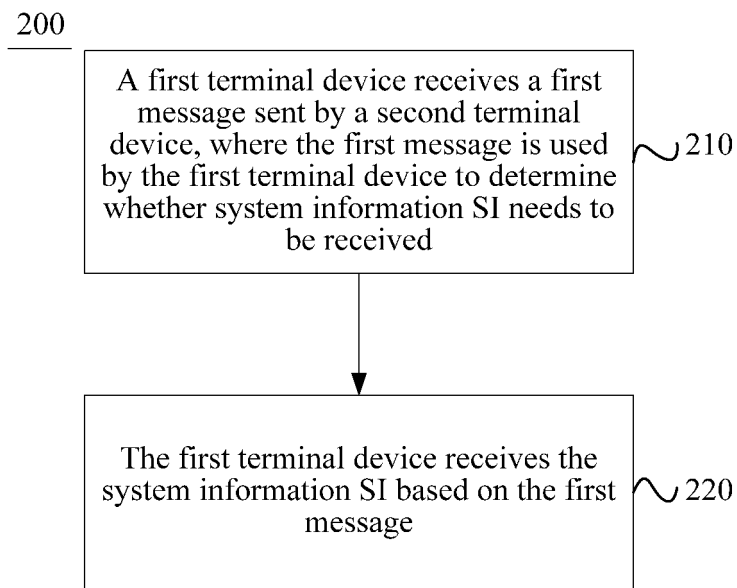 200
A first terminal device receives a first
message sent by a second terminal
device, where the first message is used
by the first terminal device to determine
whether system information SI needs to
be received
210
The first terminal device receives the
system information SI based on the first
message
220